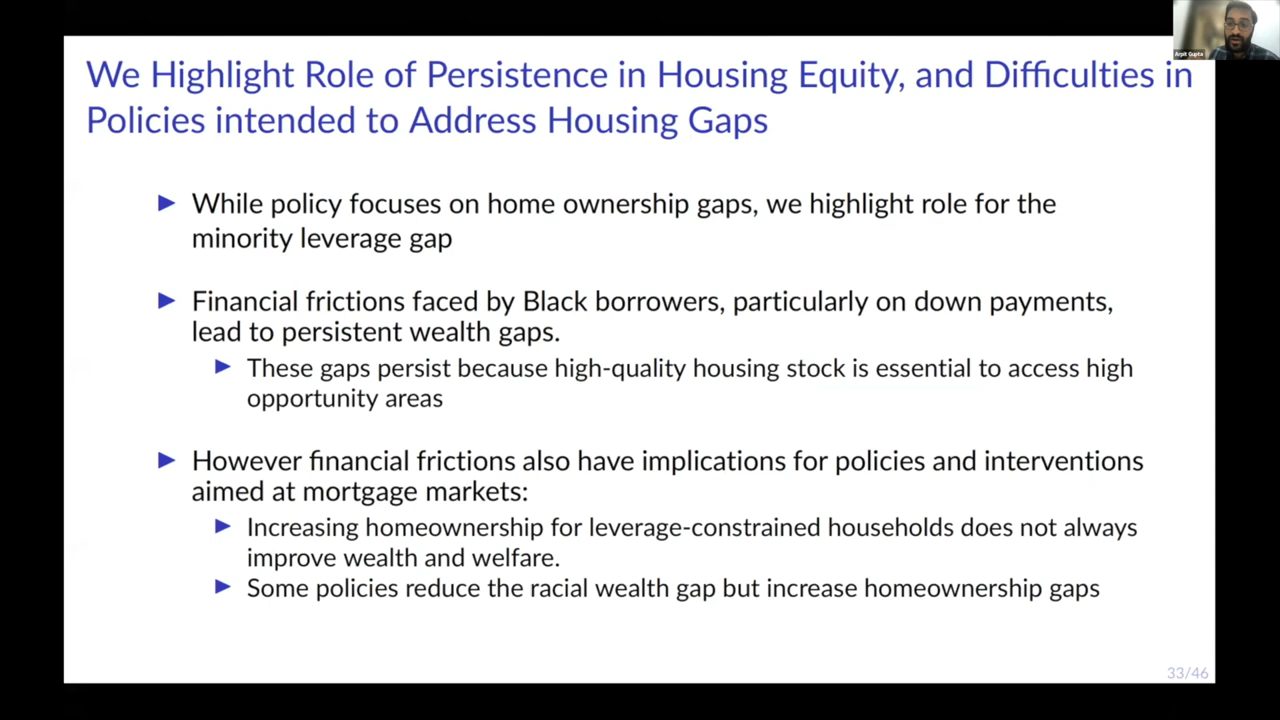 Arpit Gupta
We Highlight Role of Persistence in Housing Equity, and Difficulties in
Policies intended to Address Housing Gaps
► While policy focuses on home ownership gaps, we highlight role for the
minority leverage gap
► Financial frictions faced by Black borrowers, particularly on down payments,
lead to persistent wealth gaps.
► These gaps persist because high-quality housing stock is essential to access high
opportunity areas
► However financial frictions also have implications for policies and interventions
aimed at mortgage markets:
► Increasing homeownership for leverage-constrained households does not always
improve wealth and welfare.
► Some policies reduce the racial wealth gap but increase homeownership gaps
33/46